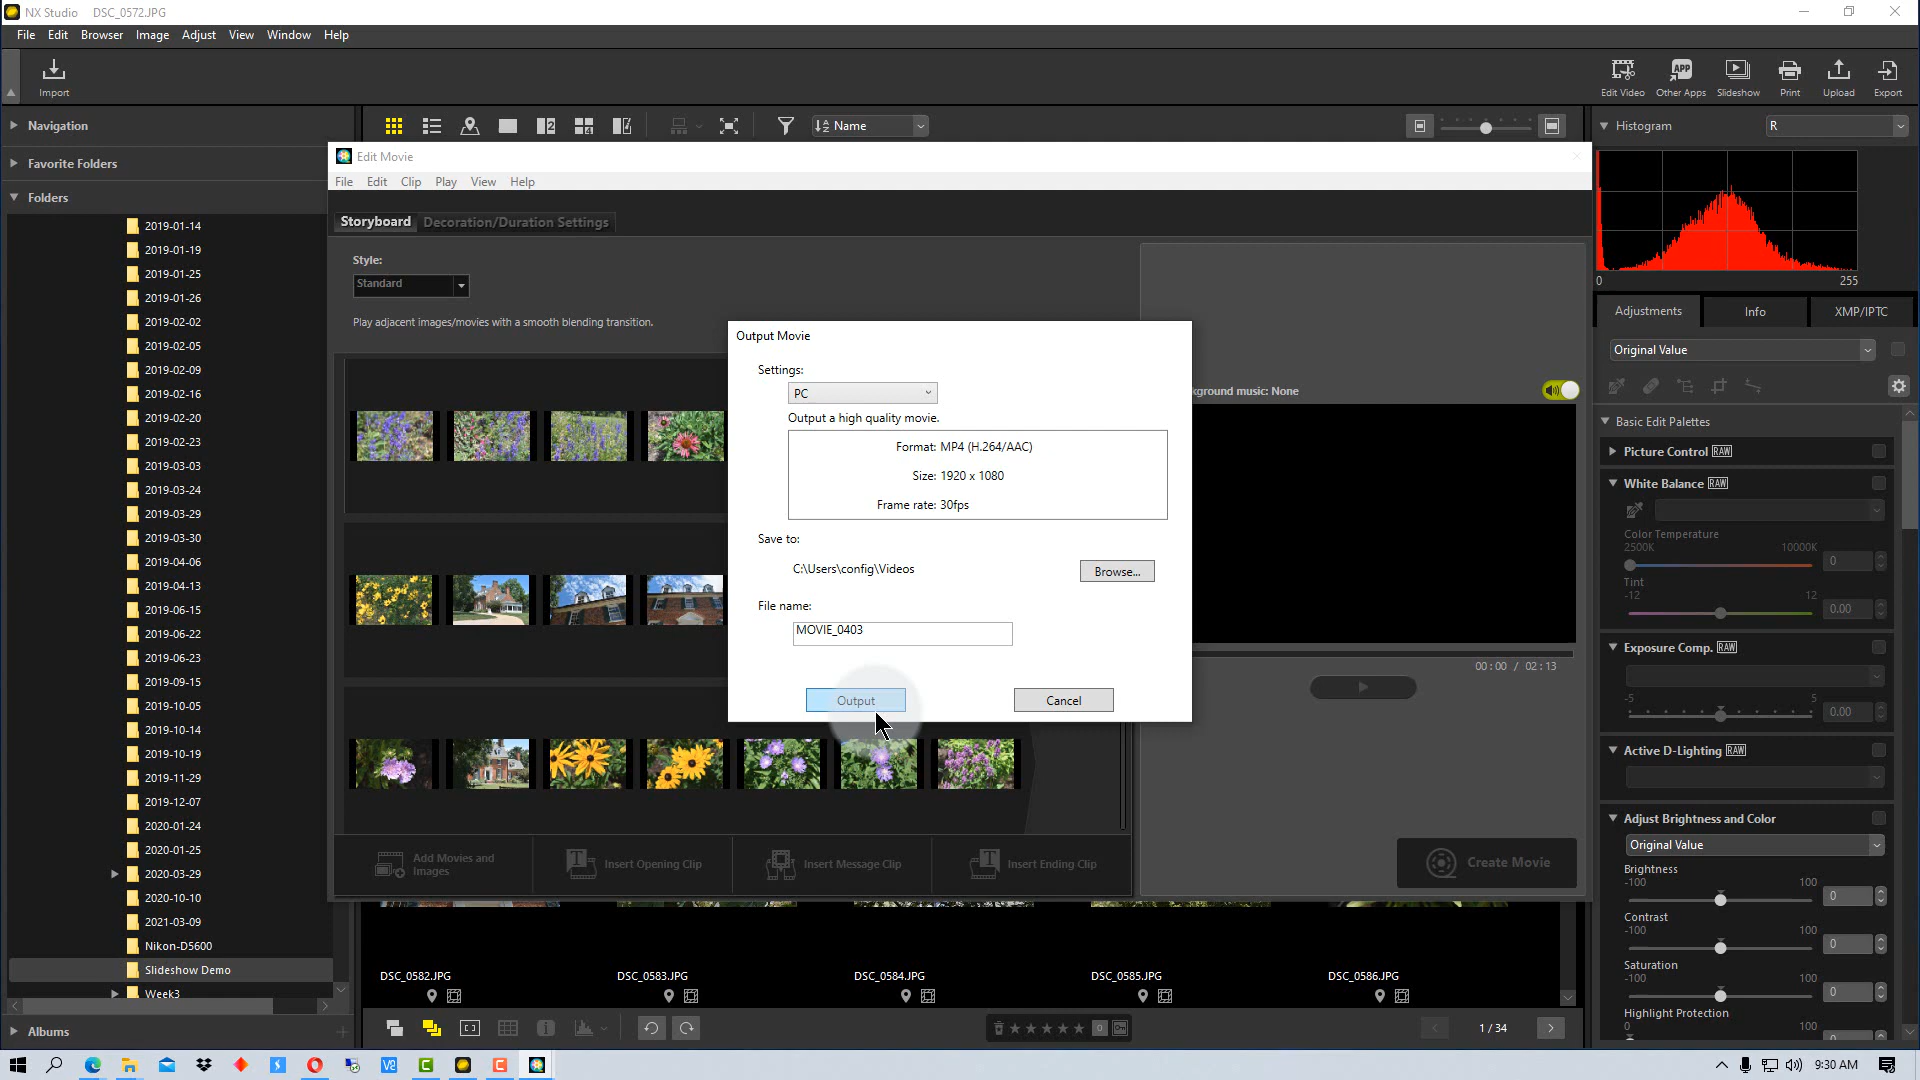 NX Studio DSC_0572.JPG
File Edit Browser Image Adjust View Window Help
Import
Edit Video
APP
Other Apps
Slideshow
Print
Upload
Export
Navigation
Favorite Folders
Folders
2019-01-14
2019-01-19
2019-01-25
2019-01-26
2019-02-02
2019-02-05
2019-02-09
2019-02-16
2019-02-20
2019-02-23
2019-03-03
2019-03-24
2019-03-29
2019-03-30
2019-04-06
2019-04-13
2019-06-15
2019-06-22
2019-06-23
2019-09-15
2019-10-05
2019-10-14
2019-10-19
2019-11-29
2019-12-07
2020-01-24
2020-01-25
2020-03-29
2020-10-10
2021-03-09
Nikon-D5600
Slideshow Demo
Week3
Albums
Name
Edit Movie
File Edit Clip Play View Help
Storyboard Decoration/Duration Settings
Style:
Standard
Play adjacent images/movies with a smooth blending transition.
Output Movie
Settings:
PC
Output a high quality movie.
Format: MP4 (H.264/AAC)
Size: 1920 x 1080
Frame rate: 30fps
Save to:
C:\Users\config\Videos
Browse...
File name:
MOVIE_0403
Output
Cancel
kground music: None
00:00 / 02:13
Add Movies and
Images
Insert Opening Clip
Insert Message Clip
Insert Ending Clip
Create Movie
DSC_0582.JPG
DSC_0583.JPG
DSC_0584.JPG
DSC_0585.JPG
DSC_0586.JPG
0
1 / 34
Histogram
R
0
255
Adjustments
Info
XMP/IPTC
Original Value
Basic Edit Palettes
Picture Control RAW
White Balance RAW
Color Temperature
2500K 10000K
0
Tint
-12 12
0.00
Exposure Comp. RAW
-5 5
0.00
Active D-Lighting RAW
Adjust Brightness and Color
Original Value
Brightness
-100 100
0
Contrast
-100 100
0
Saturation
-100 100
0
Highlight Protection
0 100
9:30 AM